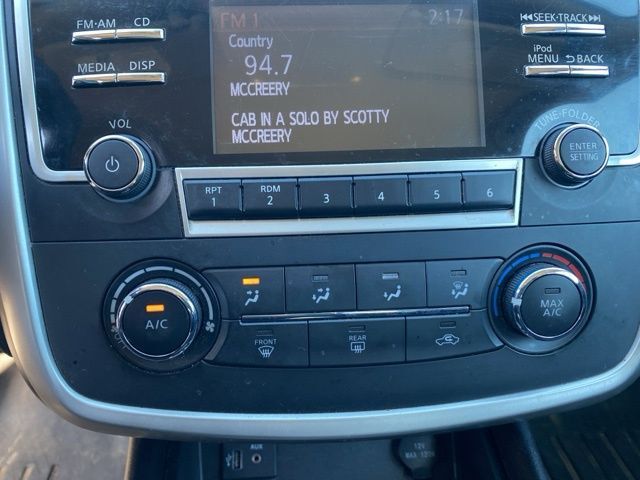 FM·AM CD
FM 1 2:17
SEEK·TRACK
Country
94.7
iPod
MENU BACK
MEDIA DISP
MCCREERY
CAB IN A SOLO BY SCOTTY
MCCREERY
VOL
TUNE·FOLDER
ENTER
SETTING
RPT
1
RDM
2
3
4
5
6
A/C
MAX
A/C
FRONT
REAR
AUX
12V
MAX 120W